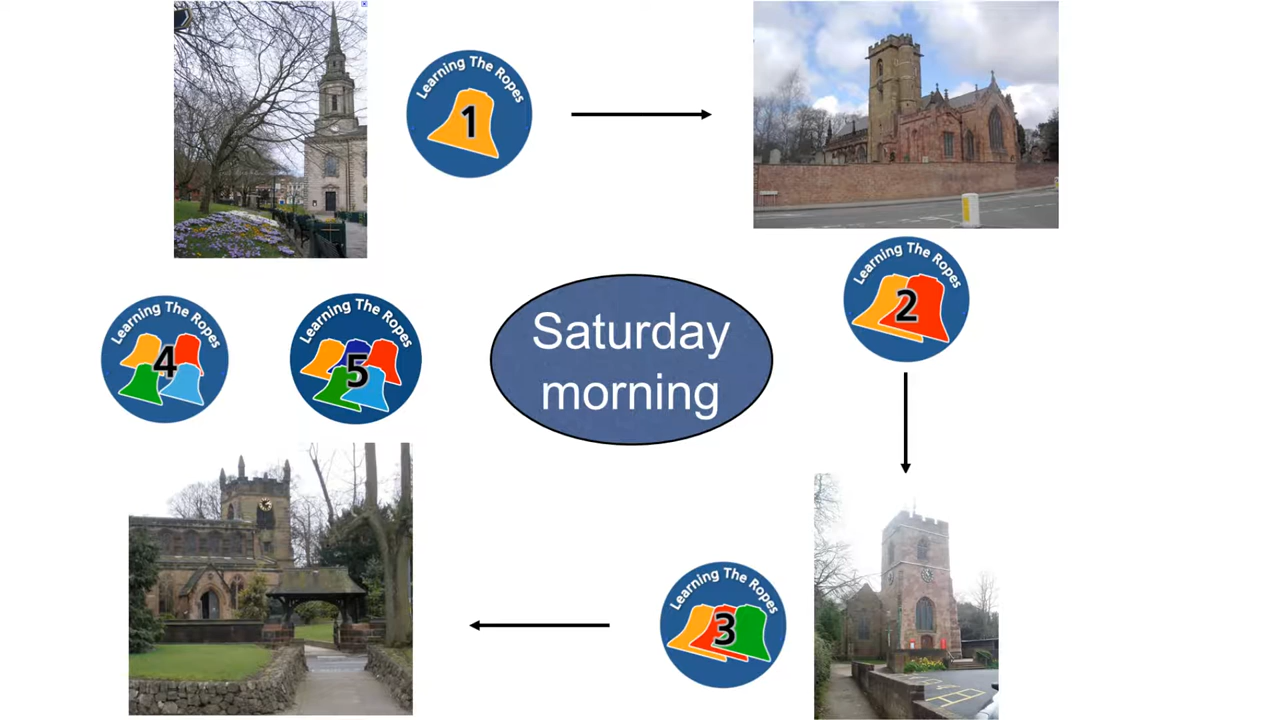 Learning The Ropes
1
Learning The Ropes
2
Saturday
morning
Learning The Ropes
4
Learning The Ropes
5
Learning The Ropes
3